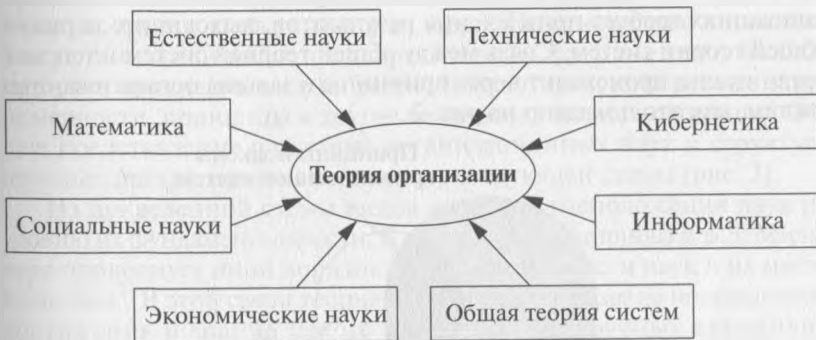 Естественные науки
Технические науки
Математика
Кибернетика
Теория организации
Социальные науки
Информатика
Экономические науки
Общая теория систем